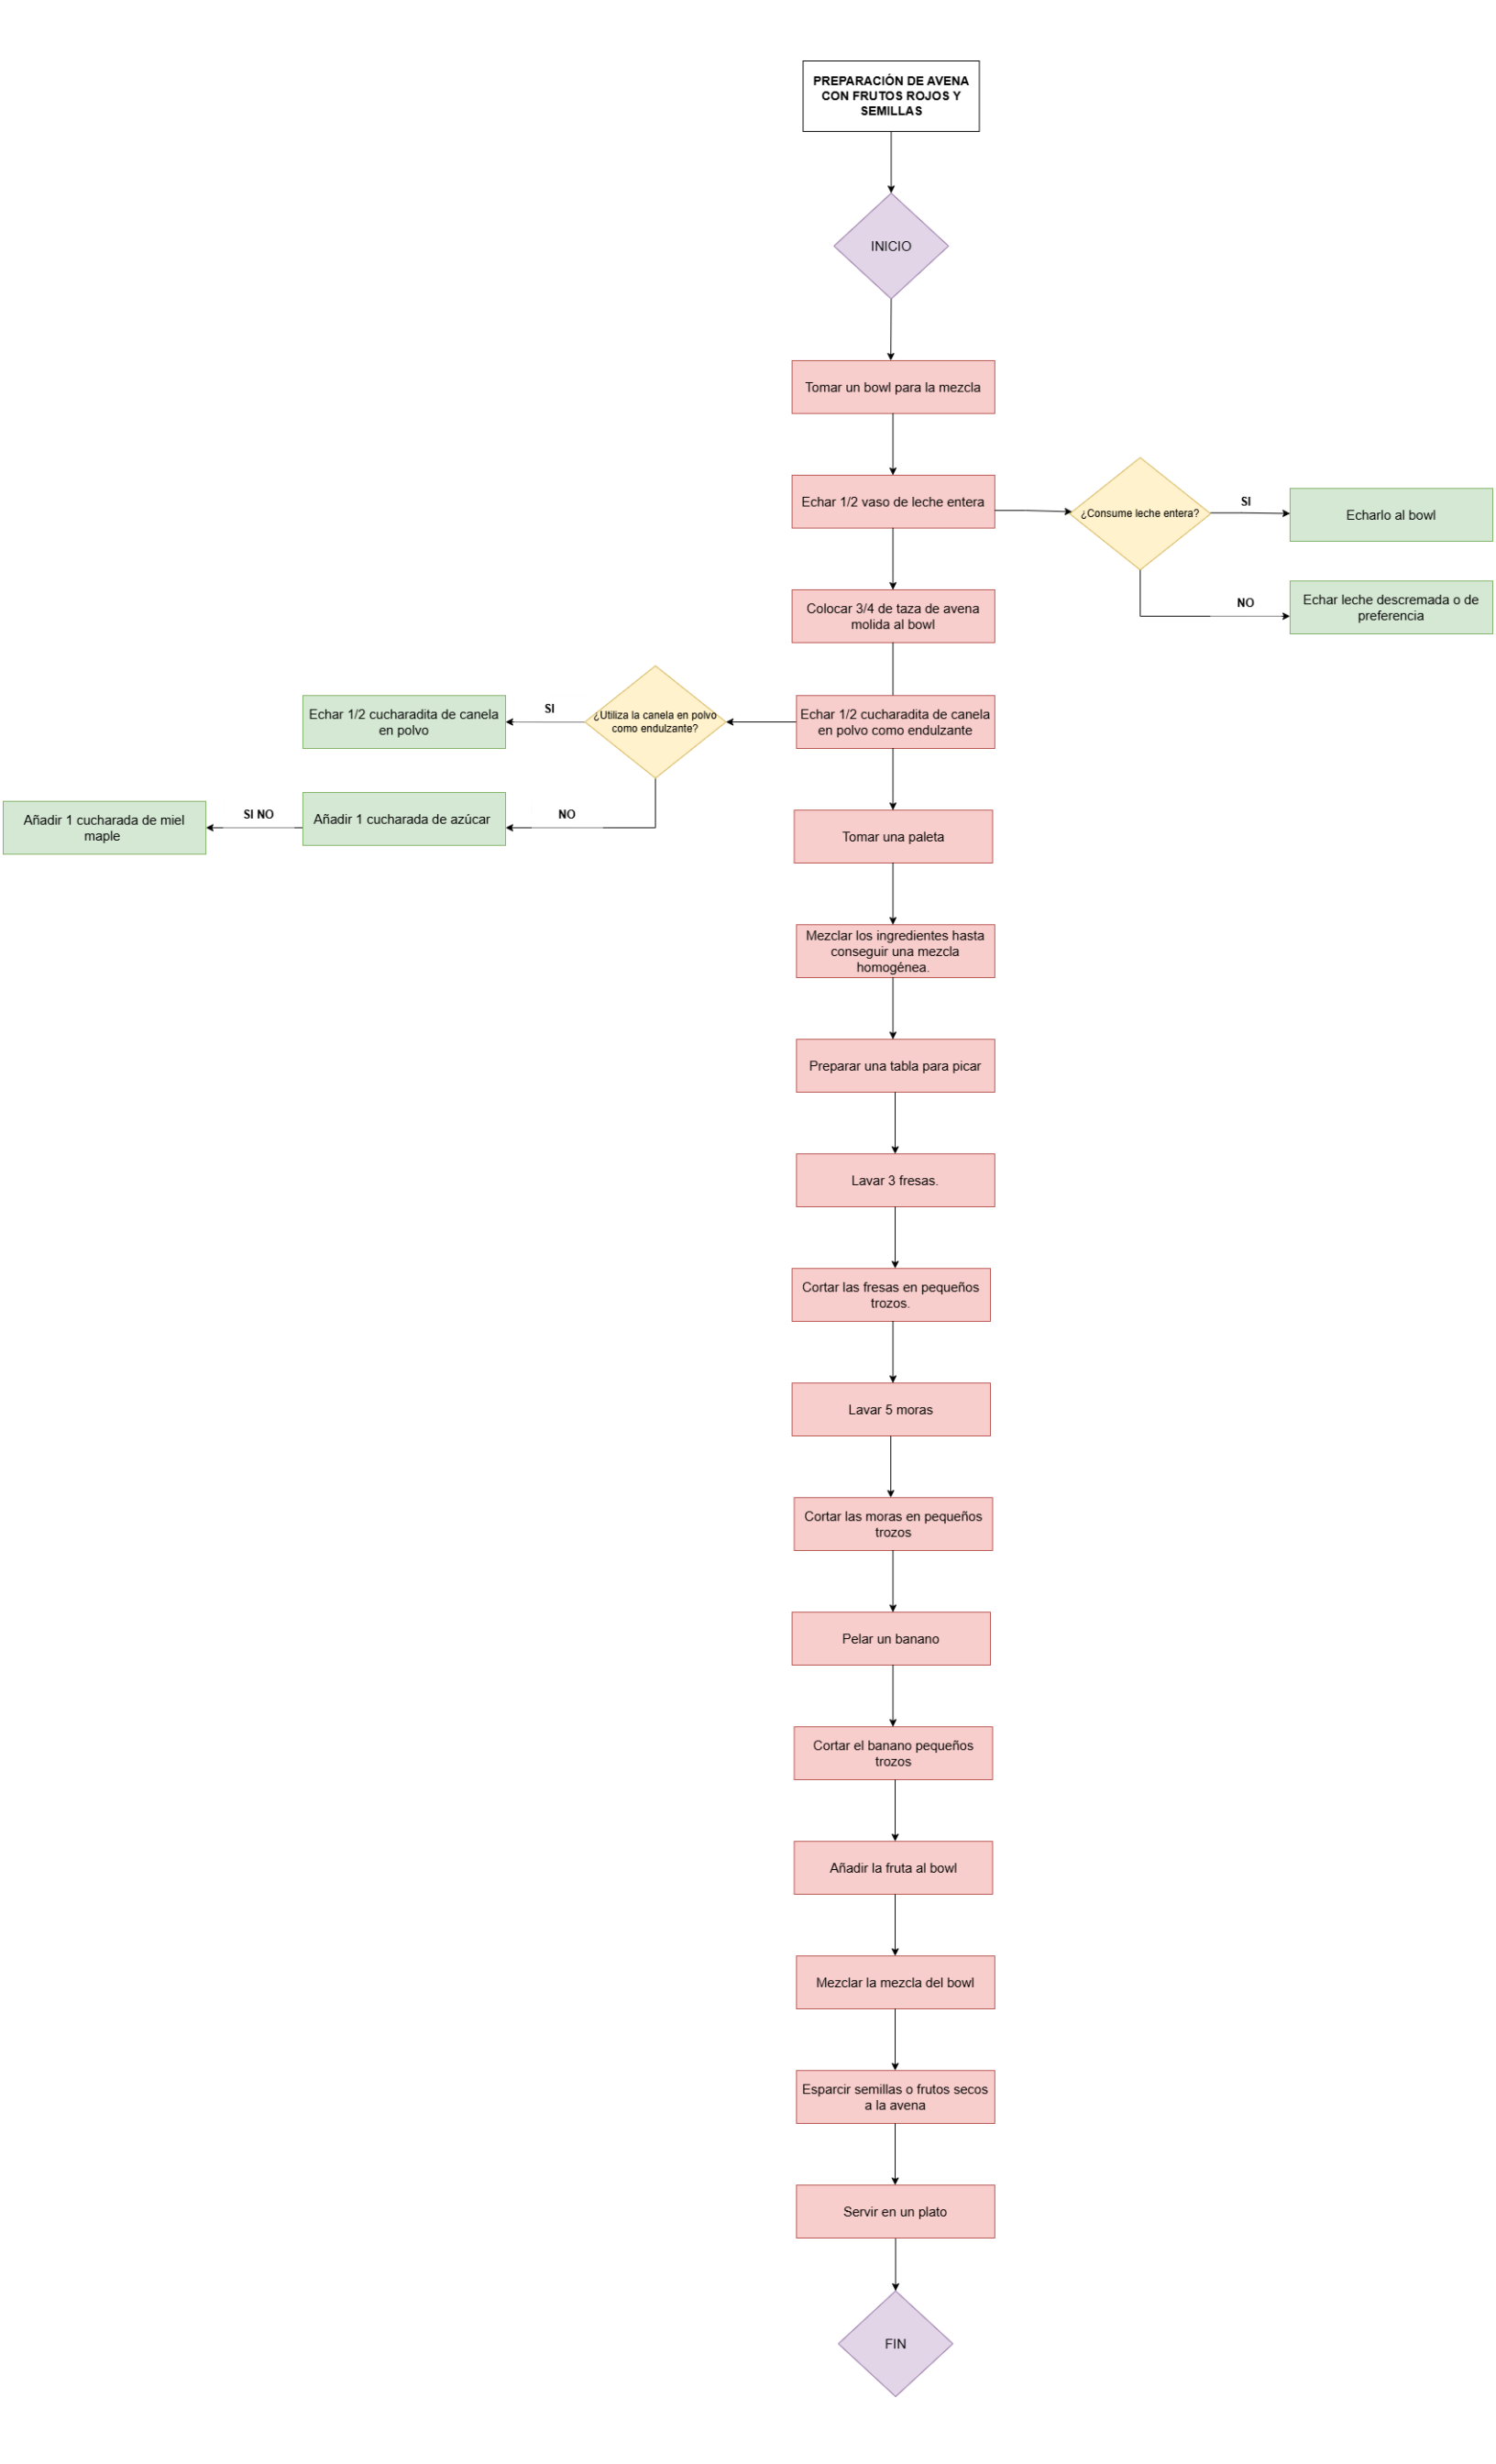 PREPARACIÓN DE AVENA
CON FRUTOS ROJOS Y
SEMILLAS
INICIO
Tomar un bowl para la mezcla
Echar 1/2 vaso de leche entera
¿Consume leche entera?
SI
Echarlo al bowl
NO
Echar leche descremada o de
preferencia
Colocar 3/4 de taza de avena
molida al bowl
Echar 1/2 cucharadita de canela
en polvo como endulzante
¿Utiliza la canela en polvo
como endulzante?
SI
Echar 1/2 cucharadita de canela
en polvo
NO
Añadir 1 cucharada de azúcar
SI NO
Añadir 1 cucharada de miel
maple
Tomar una paleta
Mezclar los ingredientes hasta
conseguir una mezcla
homogénea.
Preparar una tabla para picar
Lavar 3 fresas.
Cortar las fresas en pequeños
trozos.
Lavar 5 moras
Cortar las moras en pequeños
trozos
Pelar un banano
Cortar el banano pequeños
trozos
Añadir la fruta al bowl
Mezclar la mezcla del bowl
Esparcir semillas o frutos secos
a la avena
Servir en un plato
FIN